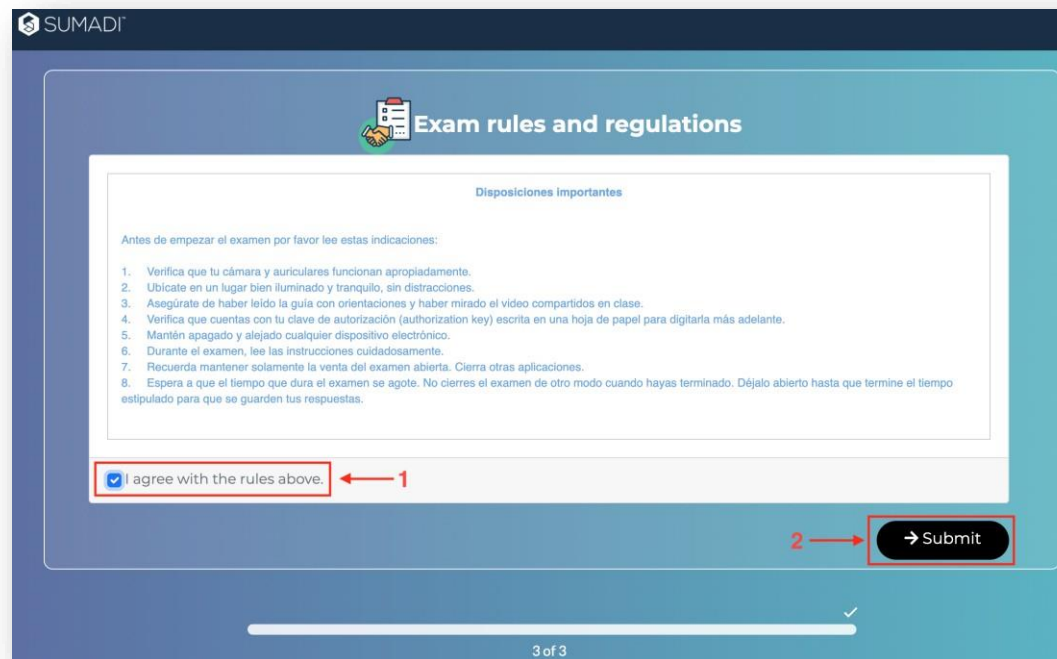 SUMADI
Exam rules and regulations
Disposiciones importantes
Antes de empezar el examen por favor lee estas indicaciones:
1. Verifica que tu cámara y auriculares funcionan apropiadamente.
2. Ubícate en un lugar bien iluminado y tranquilo, sin distracciones.
3. Asegúrate de haber leído la guía con orientaciones y haber mirado el video compartidos en clase.
4. Verifica que cuentas con tu clave de autorización (authorization key) escrita en una hoja de papel para digitarla más adelante.
5. Mantén apagado y alejado cualquier dispositivo electrónico.
6. Durante el examen, lee las instrucciones cuidadosamente.
7. Recuerda mantener solamente la venta del examen abierta. Cierra otras aplicaciones.
8. Espera a que el tiempo que dura el examen se agote. No cierres el examen de otro modo cuando hayas terminado. Déjalo abierto hasta que termine el tiempo
estipulado para que se guarden tus respuestas.
I agree with the rules above.
1
2
Submit
3 of 3